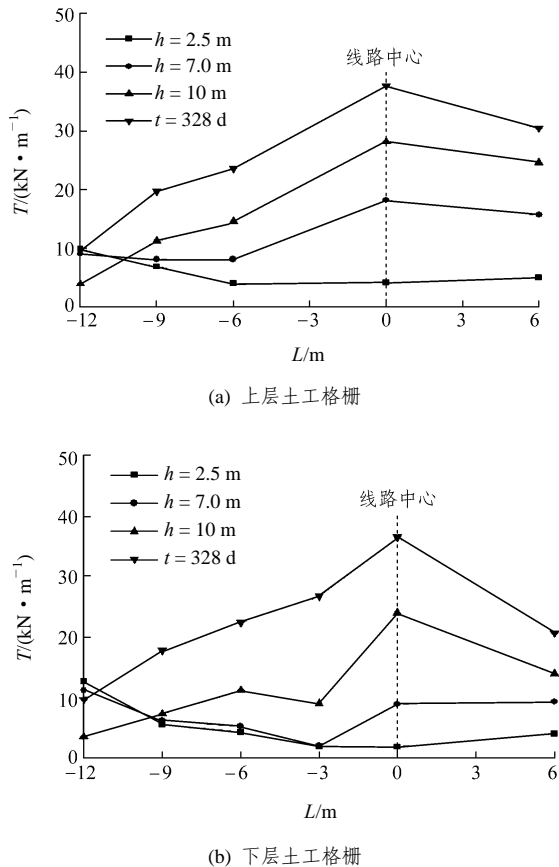 50
40
30
20
10
0
T/(kN·m⁻¹)
h = 2.5 m
h = 7.0 m
h = 10 m
t = 328 d
线路中心
−12 −9 −6 −3 0 3 6
L/m
(a) 上层土工格栅
50
40
30
20
10
0
T/(kN·m⁻¹)
h = 2.5 m
h = 7.0 m
h = 10 m
t = 328 d
线路中心
−12 −9 −6 −3 0 3 6
L/m
(b) 下层土工格栅